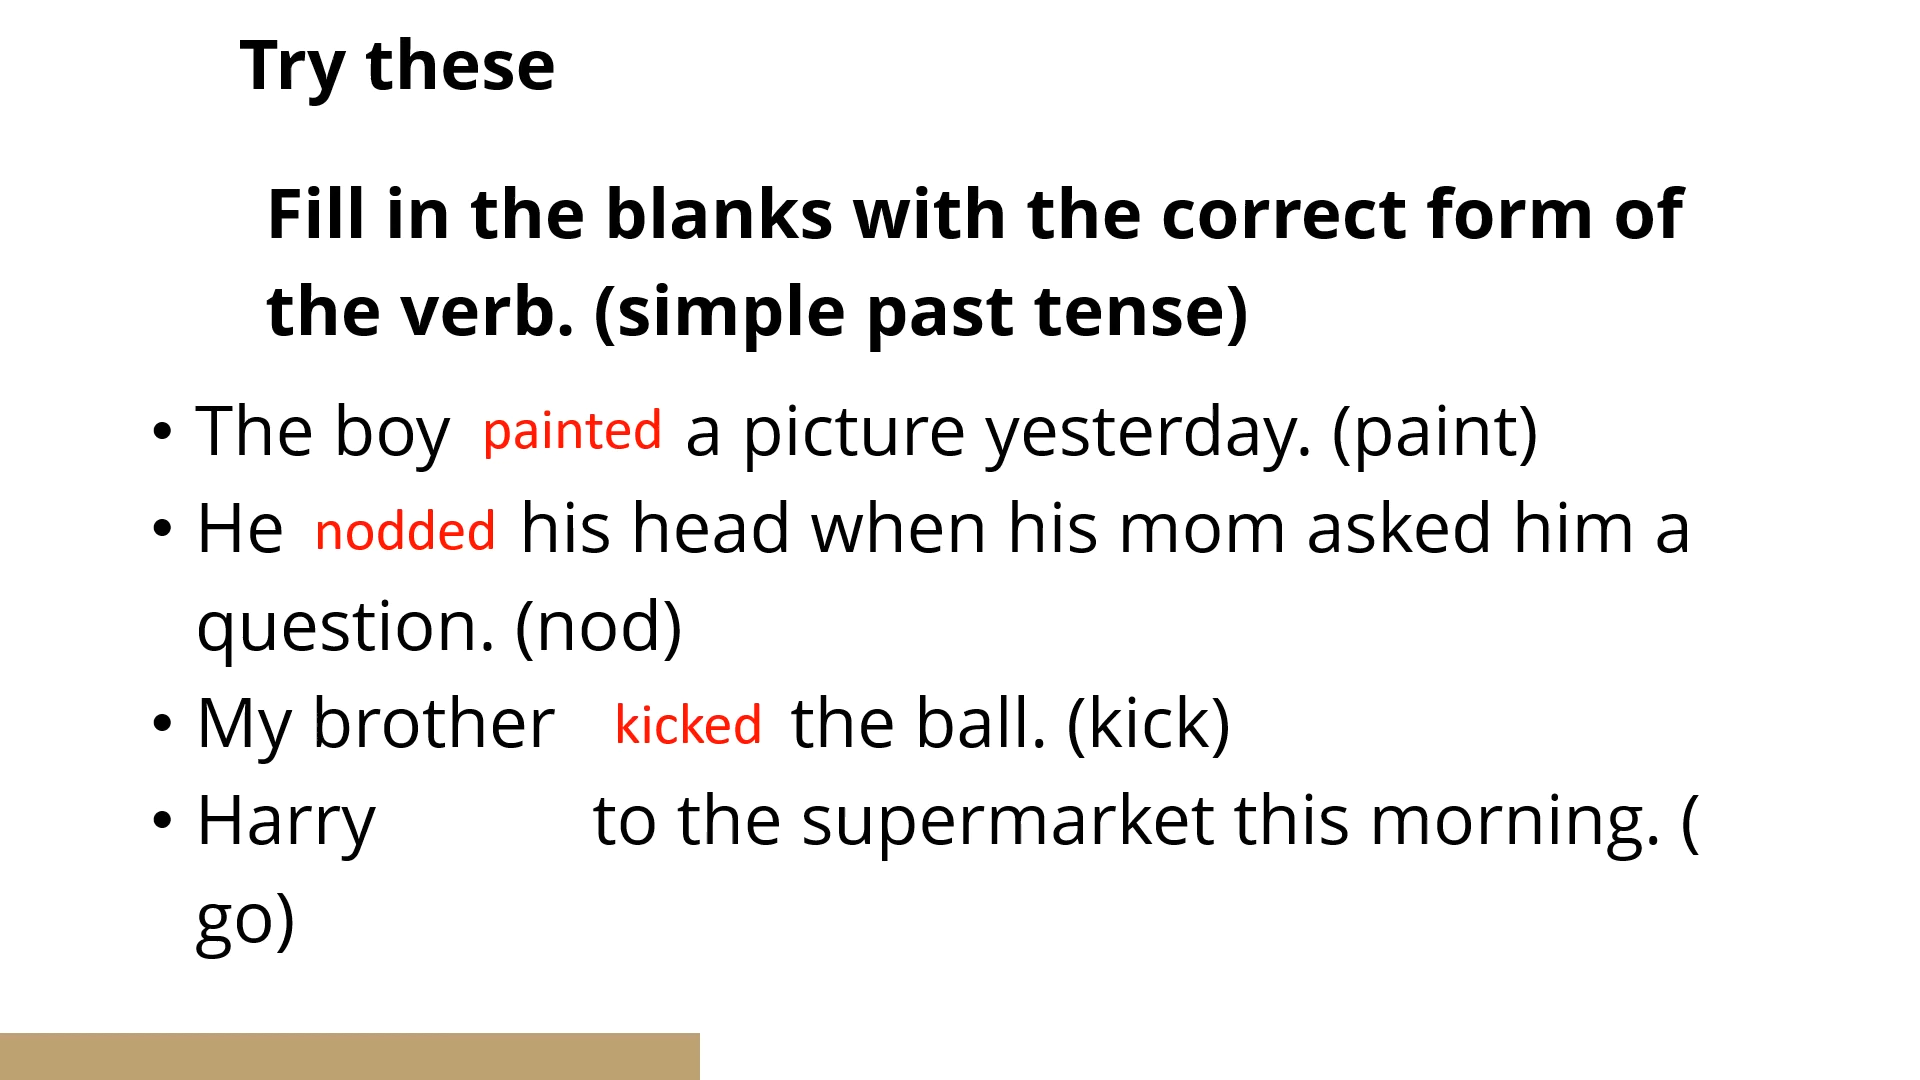 Try these
Fill in the blanks with the correct form of
the verb. (simple past tense)
• The boy painted a picture yesterday. (paint)
• He nodded his head when his mom asked him a
question. (nod)
• My brother kicked the ball. (kick)
• Harry to the supermarket this morning. (
go)